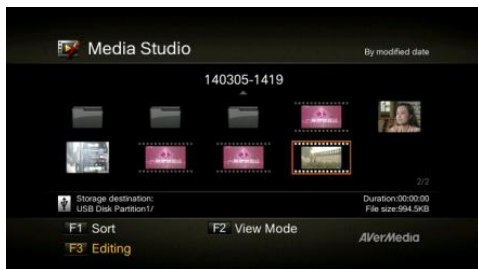 Media Studio
By modified date
140305-1419
2/2
Storage destination:
USB Disk Partition1/
Duration:00:00:00
File size:994.5KB
F1 Sort
F2 View Mode
F3 Editing
AVerMedia